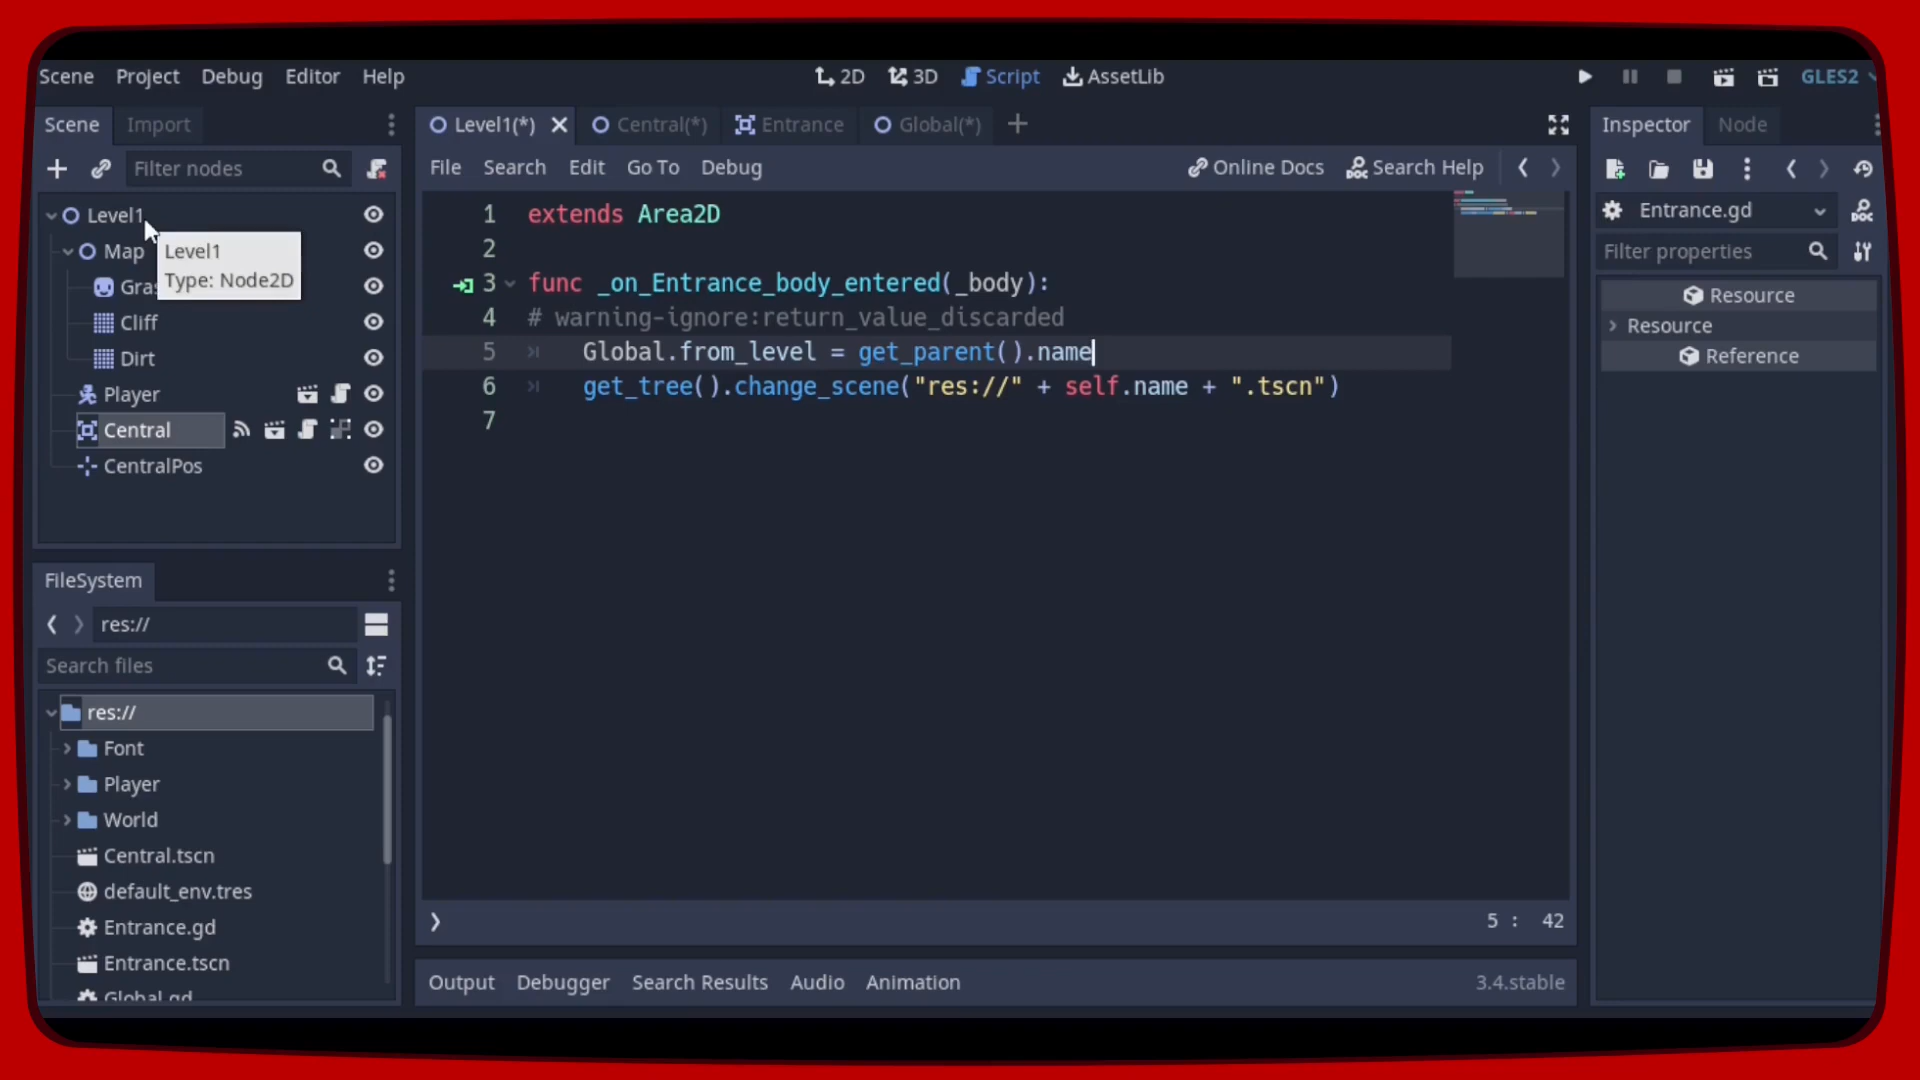 Scene Project Debug Editor Help 2D 3D Script AssetLib GLES2
Scene Import Level1(*) Central(*) Entrance Global(*) Inspector Node
Filter nodes File Search Edit Go To Debug Online Docs Search Help
Level1
Level1
Type: Node2D
Map
Gras
Cliff
Dirt
Player
Central
CentralPos
1 extends Area2D
2
3 func _on_Entrance_body_entered(_body):
4 # warning-ignore:return_value_discarded
5 Global.from_level = get_parent().name
6 get_tree().change_scene("res://" + self.name + ".tscn")
7
5 : 42
Entrance.gd
Filter properties
Resource
Resource
Reference
FileSystem
res://
Search files
res://
Font
Player
World
Central.tscn
default_env.tres
Entrance.gd
Entrance.tscn
Global.gd
Output Debugger Search Results Audio Animation 3.4.stable